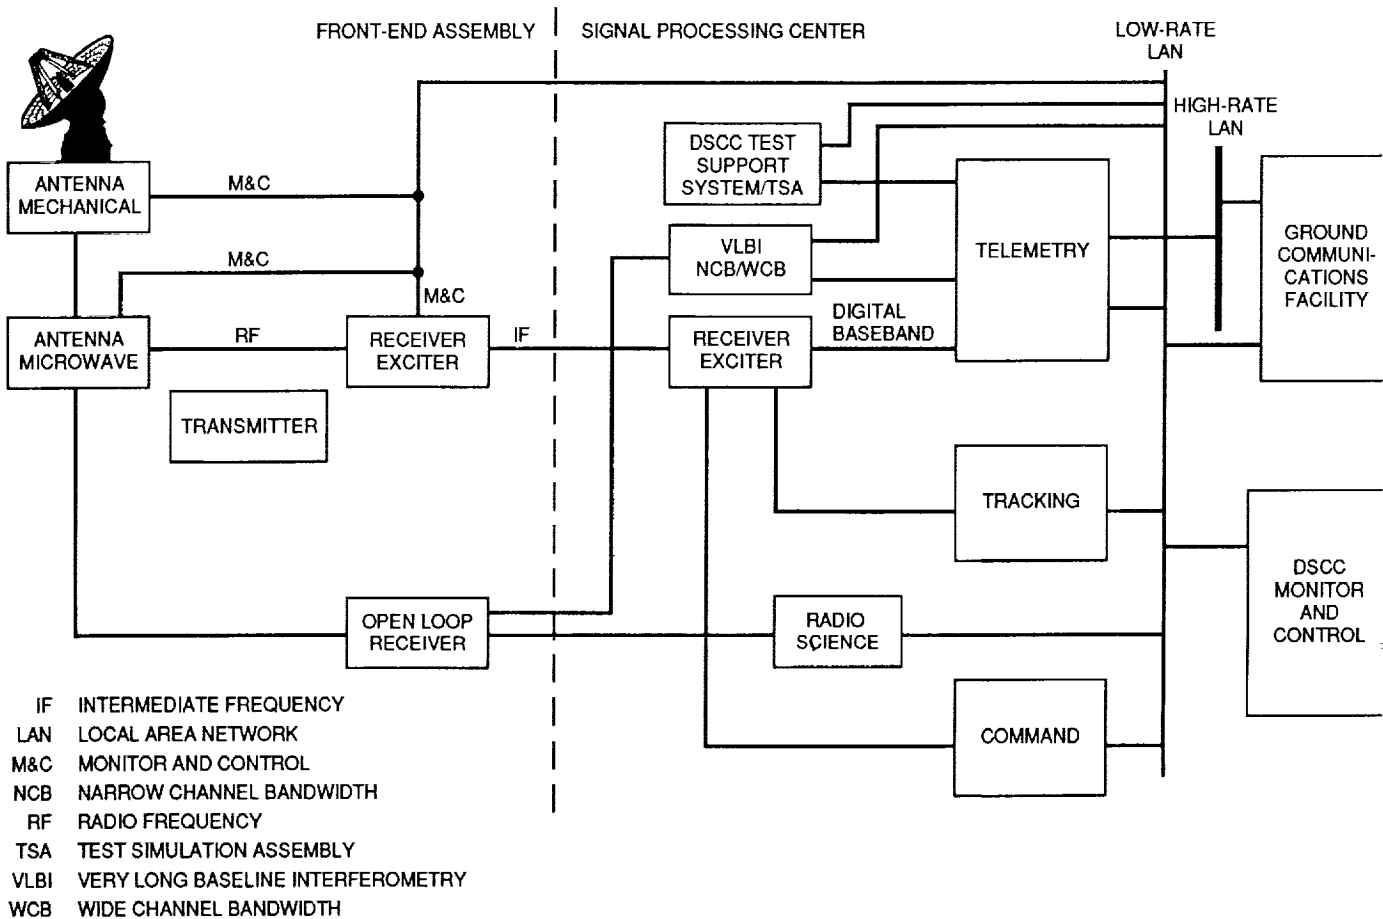 FRONT-END ASSEMBLY
SIGNAL PROCESSING CENTER
LOW-RATE
LAN
HIGH-RATE
LAN
ANTENNA
MECHANICAL
M&C
M&C
M&C
ANTENNA
MICROWAVE
RF
RECEIVER
EXCITER
IF
TRANSMITTER
OPEN LOOP
RECEIVER
DSCC TEST
SUPPORT
SYSTEM/TSA
VLBI
NCB/WCB
RECEIVER
EXCITER
DIGITAL
BASEBAND
TELEMETRY
TRACKING
RADIO
SCIENCE
COMMAND
GROUND
COMMUNI-
CATIONS
FACILITY
DSCC
MONITOR
AND
CONTROL
IF INTERMEDIATE FREQUENCY
LAN LOCAL AREA NETWORK
M&C MONITOR AND CONTROL
NCB NARROW CHANNEL BANDWIDTH
RF RADIO FREQUENCY
TSA TEST SIMULATION ASSEMBLY
VLBI VERY LONG BASELINE INTERFEROMETRY
WCB WIDE CHANNEL BANDWIDTH